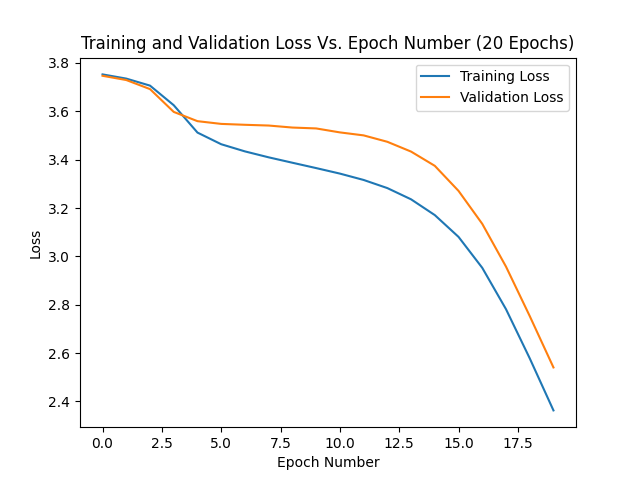 Training and Validation Loss Vs. Epoch Number (20 Epochs)
Training Loss
Validation Loss
3.8
3.6
3.4
3.2
3.0
2.8
2.6
2.4
Loss
0.0 2.5 5.0 7.5 10.0 12.5 15.0 17.5
Epoch Number